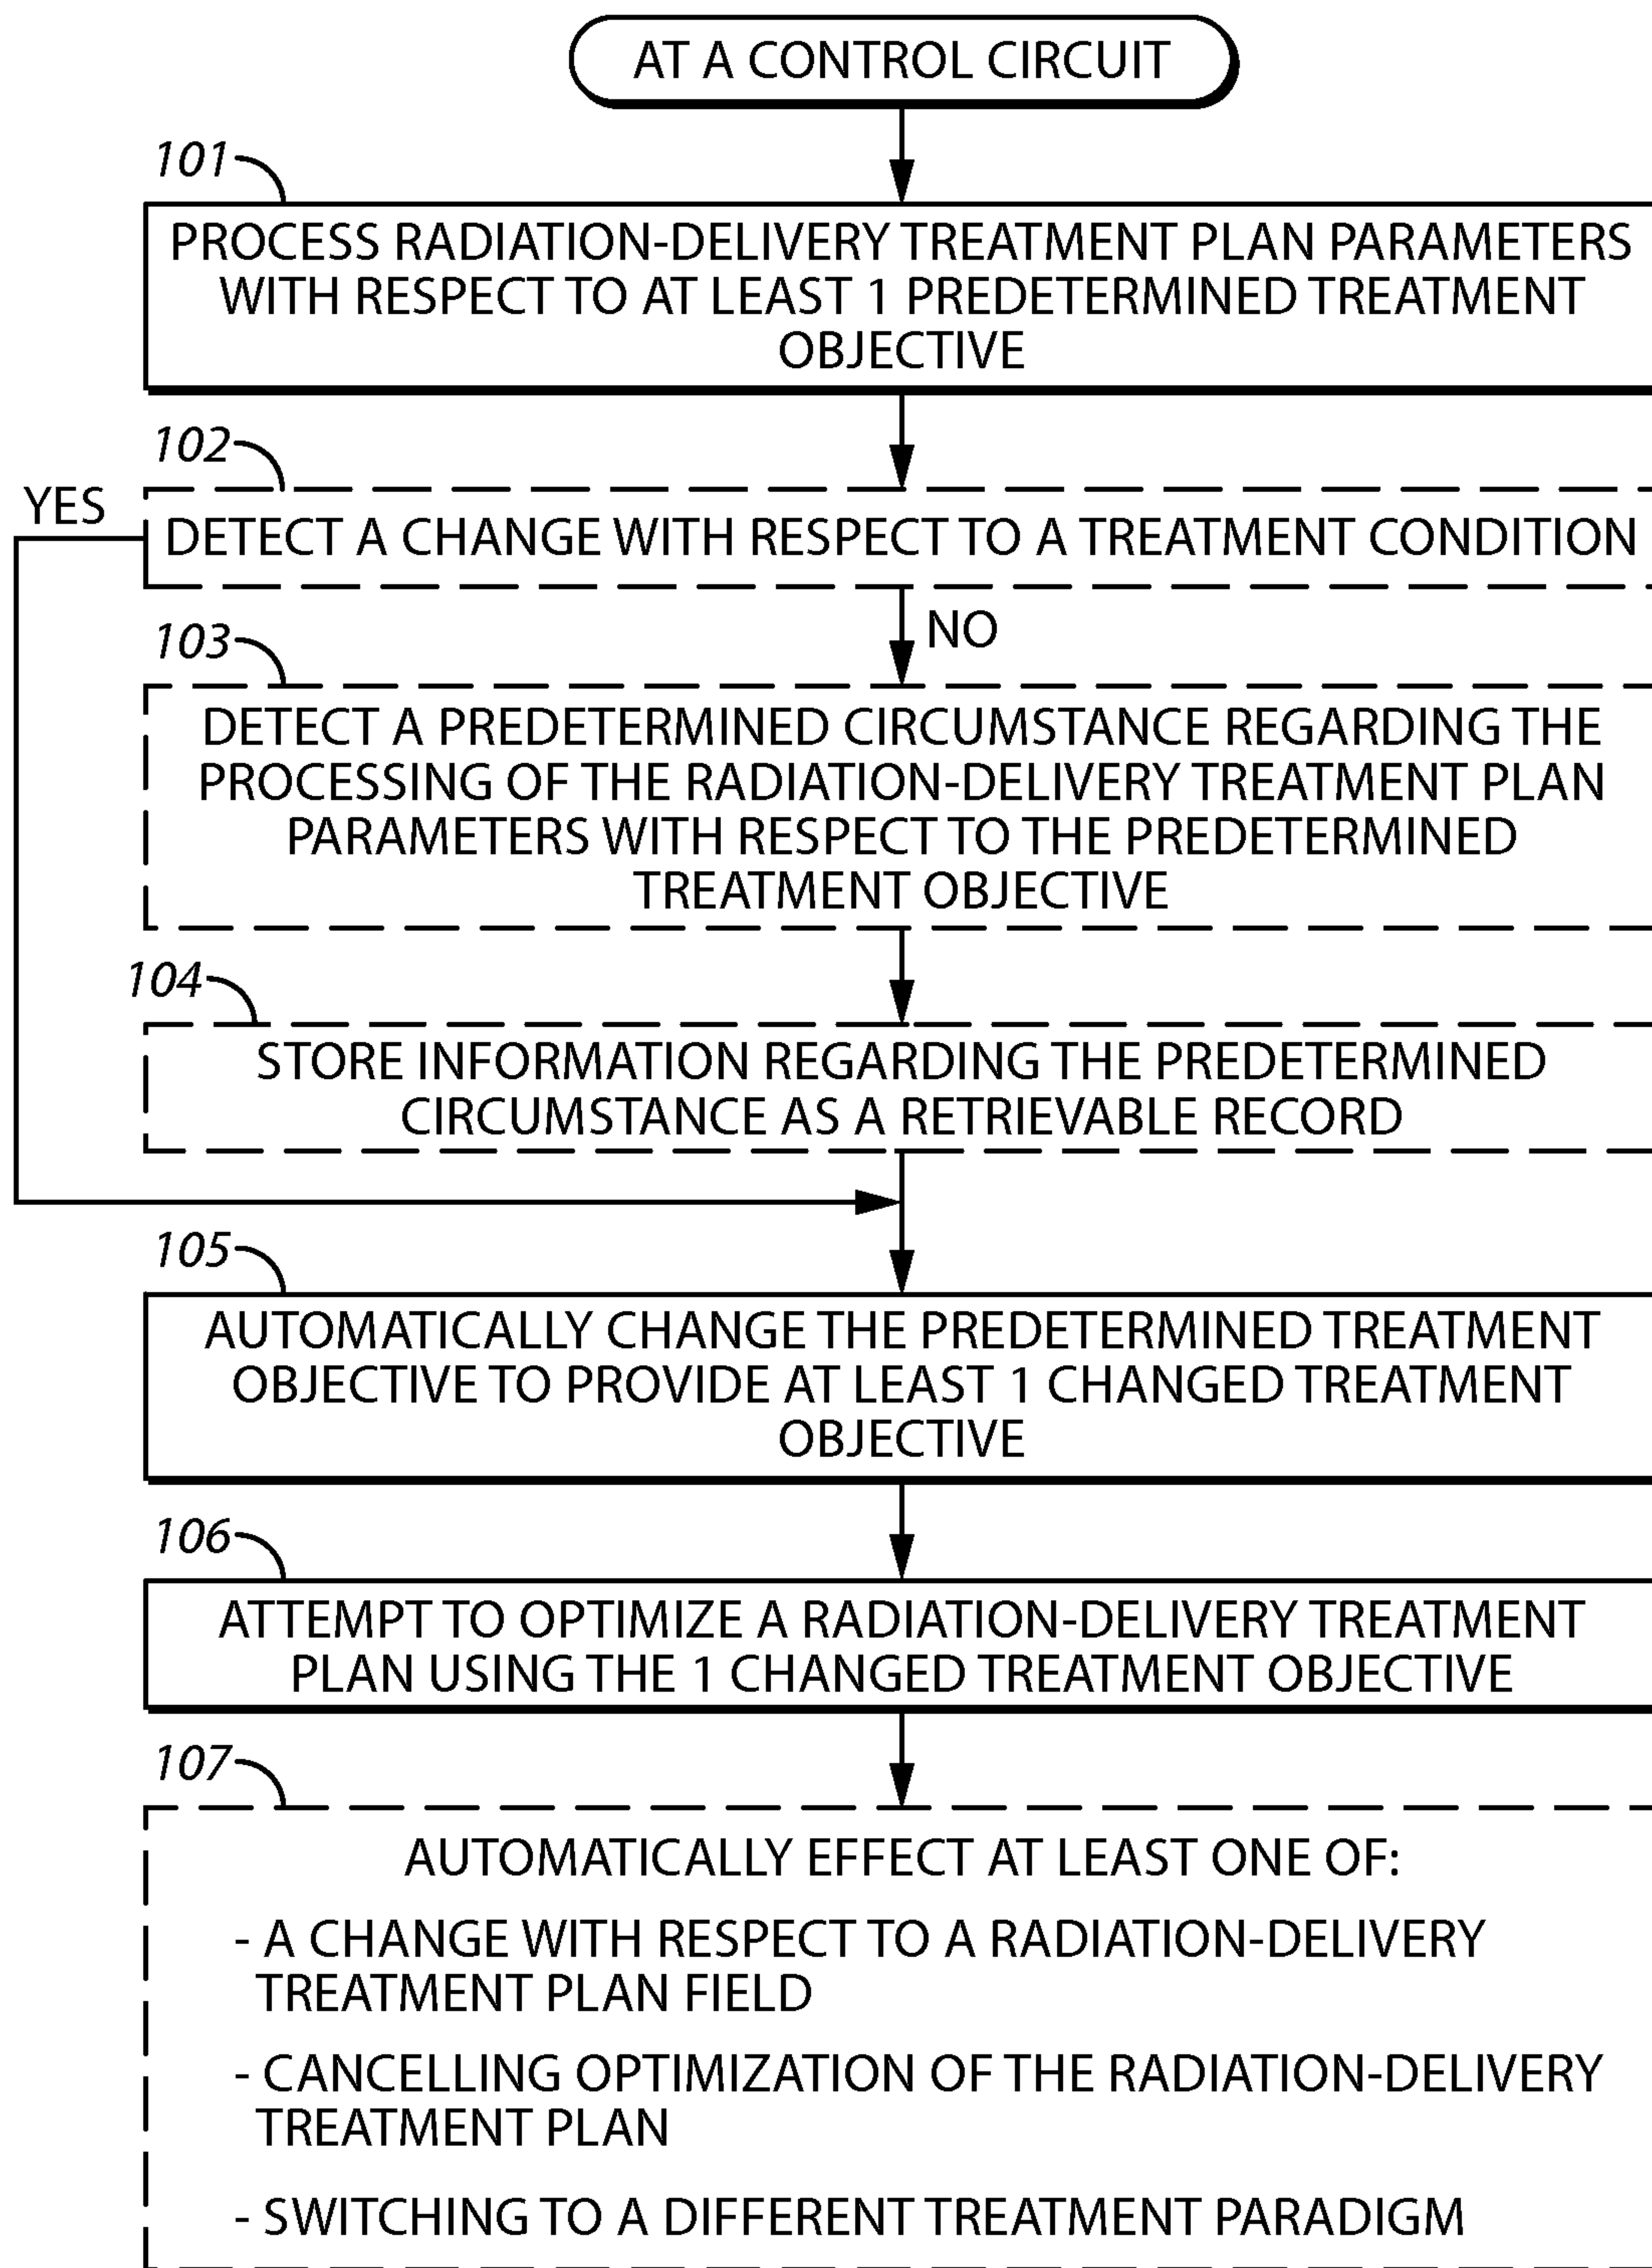 AT A CONTROL CIRCUIT
101
PROCESS RADIATION-DELIVERY TREATMENT PLAN PARAMETERS
WITH RESPECT TO AT LEAST 1 PREDETERMINED TREATMENT
OBJECTIVE
102
YES
DETECT A CHANGE WITH RESPECT TO A TREATMENT CONDITION
NO
103
DETECT A PREDETERMINED CIRCUMSTANCE REGARDING THE
PROCESSING OF THE RADIATION-DELIVERY TREATMENT PLAN
PARAMETERS WITH RESPECT TO THE PREDETERMINED
TREATMENT OBJECTIVE
104
STORE INFORMATION REGARDING THE PREDETERMINED
CIRCUMSTANCE AS A RETRIEVABLE RECORD
105
AUTOMATICALLY CHANGE THE PREDETERMINED TREATMENT
OBJECTIVE TO PROVIDE AT LEAST 1 CHANGED TREATMENT
OBJECTIVE
106
ATTEMPT TO OPTIMIZE A RADIATION-DELIVERY TREATMENT
PLAN USING THE 1 CHANGED TREATMENT OBJECTIVE
107
AUTOMATICALLY EFFECT AT LEAST ONE OF:
- A CHANGE WITH RESPECT TO A RADIATION-DELIVERY
TREATMENT PLAN FIELD
- CANCELLING OPTIMIZATION OF THE RADIATION-DELIVERY
TREATMENT PLAN
- SWITCHING TO A DIFFERENT TREATMENT PARADIGM